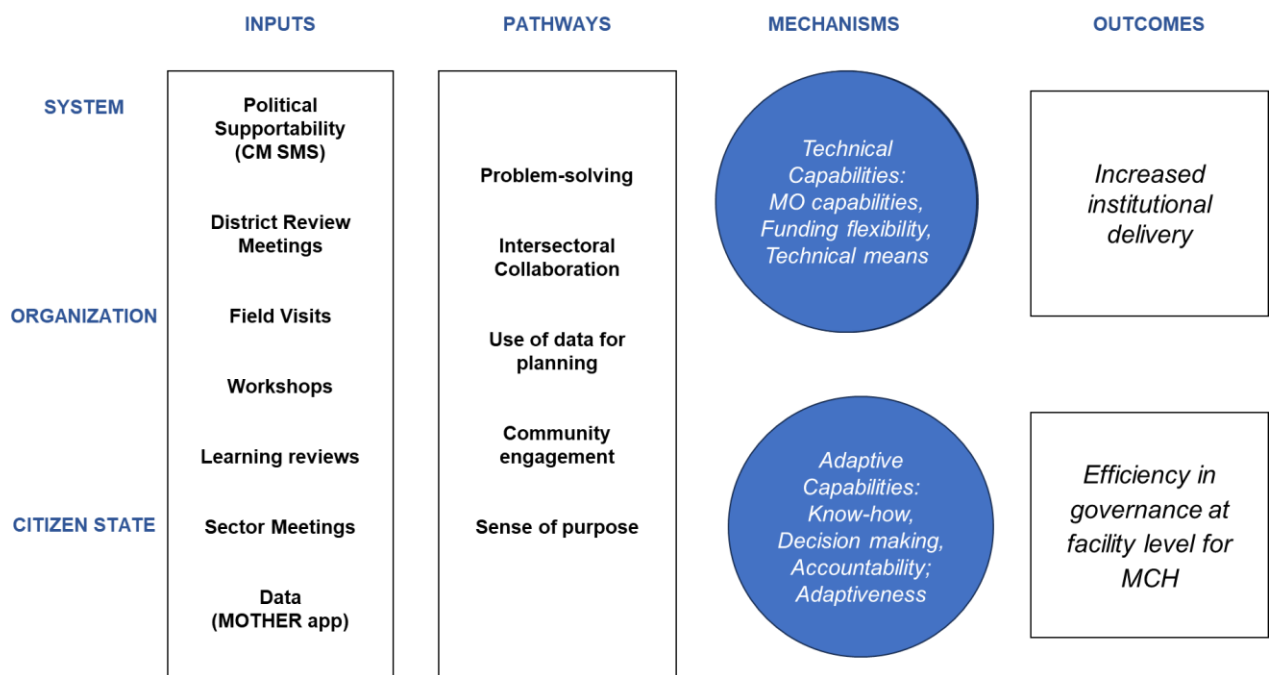 INPUTS
PATHWAYS
MECHANISMS
OUTCOMES
SYSTEM
ORGANIZATION
CITIZEN STATE
Political
Supportability
(CM SMS)
District Review
Meetings
Field Visits
Workshops
Learning reviews
Sector Meetings
Data
(MOTHER app)
Problem-solving
Intersectoral
Collaboration
Use of data for
planning
Community
engagement
Sense of purpose
Technical
Capabilities:
MO capabilities,
Funding flexibility,
Technical means
Adaptive
Capabilities:
Know-how,
Decision making,
Accountability;
Adaptiveness
Increased
institutional
delivery
Efficiency in
governance at
facility level for
MCH